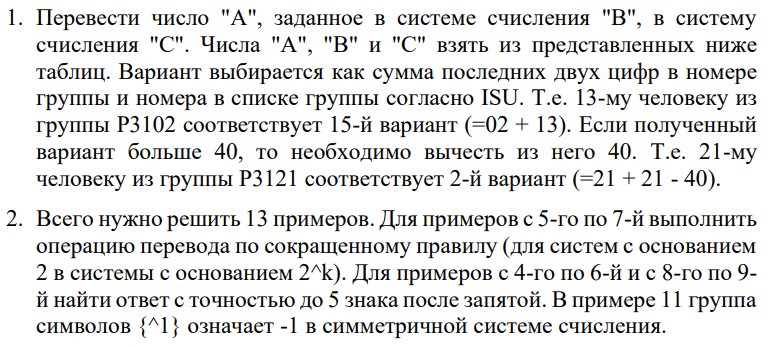 1. Перевести число "А", заданное в системе счисления "В", в систему
счисления "С". Числа "А", "В" и "С" взять из представленных ниже
таблиц. Вариант выбирается как сумма последних двух цифр в номере
группы и номера в списке группы согласно ISU. Т.е. 13-му человеку из
группы P3102 соответствует 15-й вариант (=02 + 13). Если полученный
вариант больше 40, то необходимо вычесть из него 40. Т.е. 21-му
человеку из группы P3121 соответствует 2-й вариант (=21 + 21 - 40).
2. Всего нужно решить 13 примеров. Для примеров с 5-го по 7-й выполнить
операцию перевода по сокращенному правилу (для систем с основанием
2 в системы с основанием 2^k). Для примеров с 4-го по 6-й и с 8-го по 9-
й найти ответ с точностью до 5 знака после запятой. В примере 11 группа
символов {^1} означает -1 в симметричной системе счисления.